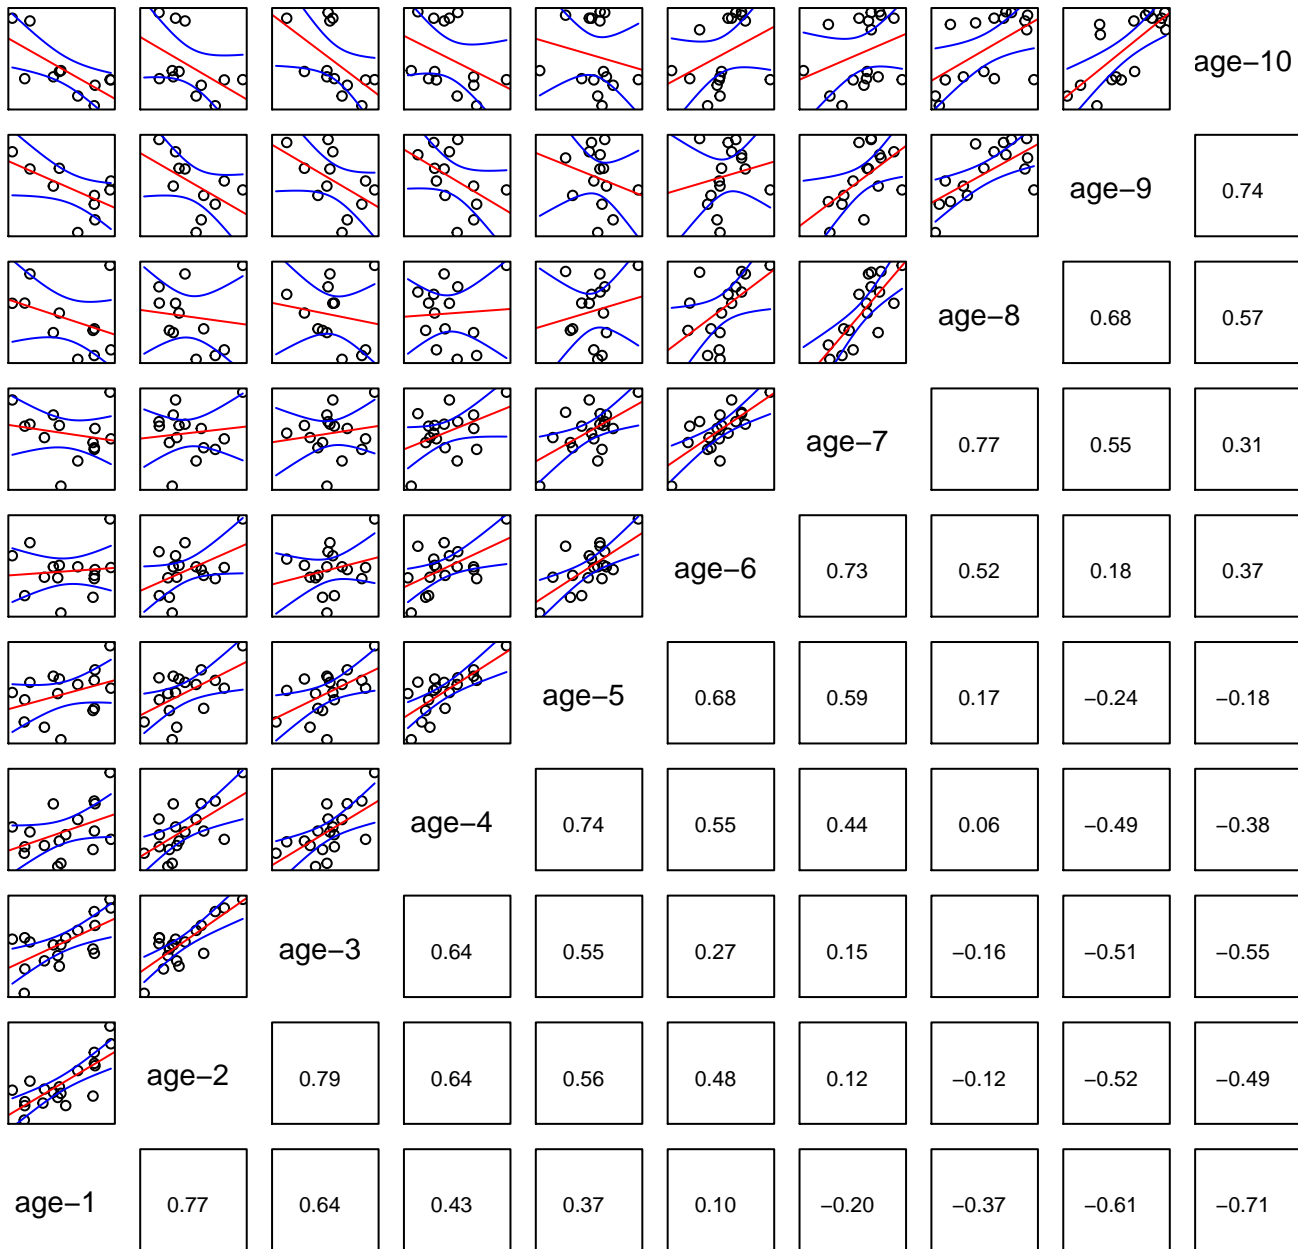 age−10
age−9 0.74
age−8 0.68 0.57
age−7 0.77 0.55 0.31
age−6 0.73 0.52 0.18 0.37
age−5 0.68 0.59 0.17 −0.24 −0.18
age−4 0.74 0.55 0.44 0.06 −0.49 −0.38
age−3 0.64 0.55 0.27 0.15 −0.16 −0.51 −0.55
age−2 0.79 0.64 0.56 0.48 0.12 −0.12 −0.52 −0.49
age−1 0.77 0.64 0.43 0.37 0.10 −0.20 −0.37 −0.61 −0.71